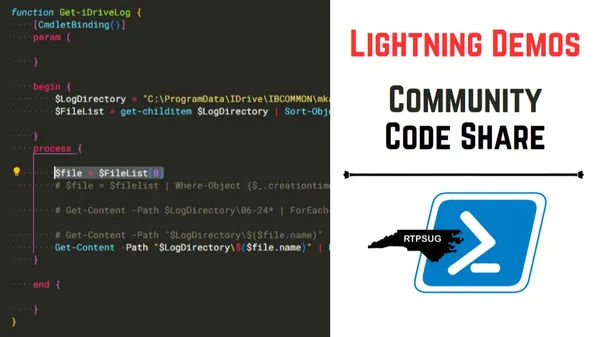 function Get-iDriveLog {
[CmdletBinding()]
param (
)
begin {
$LogDirectory = "C:\ProgramData\IDrive\IBCOMMON\mka
$FileList = get-childitem $LogDirectory | Sort-Obje
}
process {
$file = $FileList[0]
# $file = $filelist | Where-Object {$_.creationtime
# Get-Content -Path $LogDirectory\06-24* | ForEach-
# Get-Content -Path "$LogDirectory\$($file.name)"
Get-Content -Path "$LogDirectory\$($file.name)" |
}
end {
}
}
Lightning Demos
Community
Code Share
RTPSUG